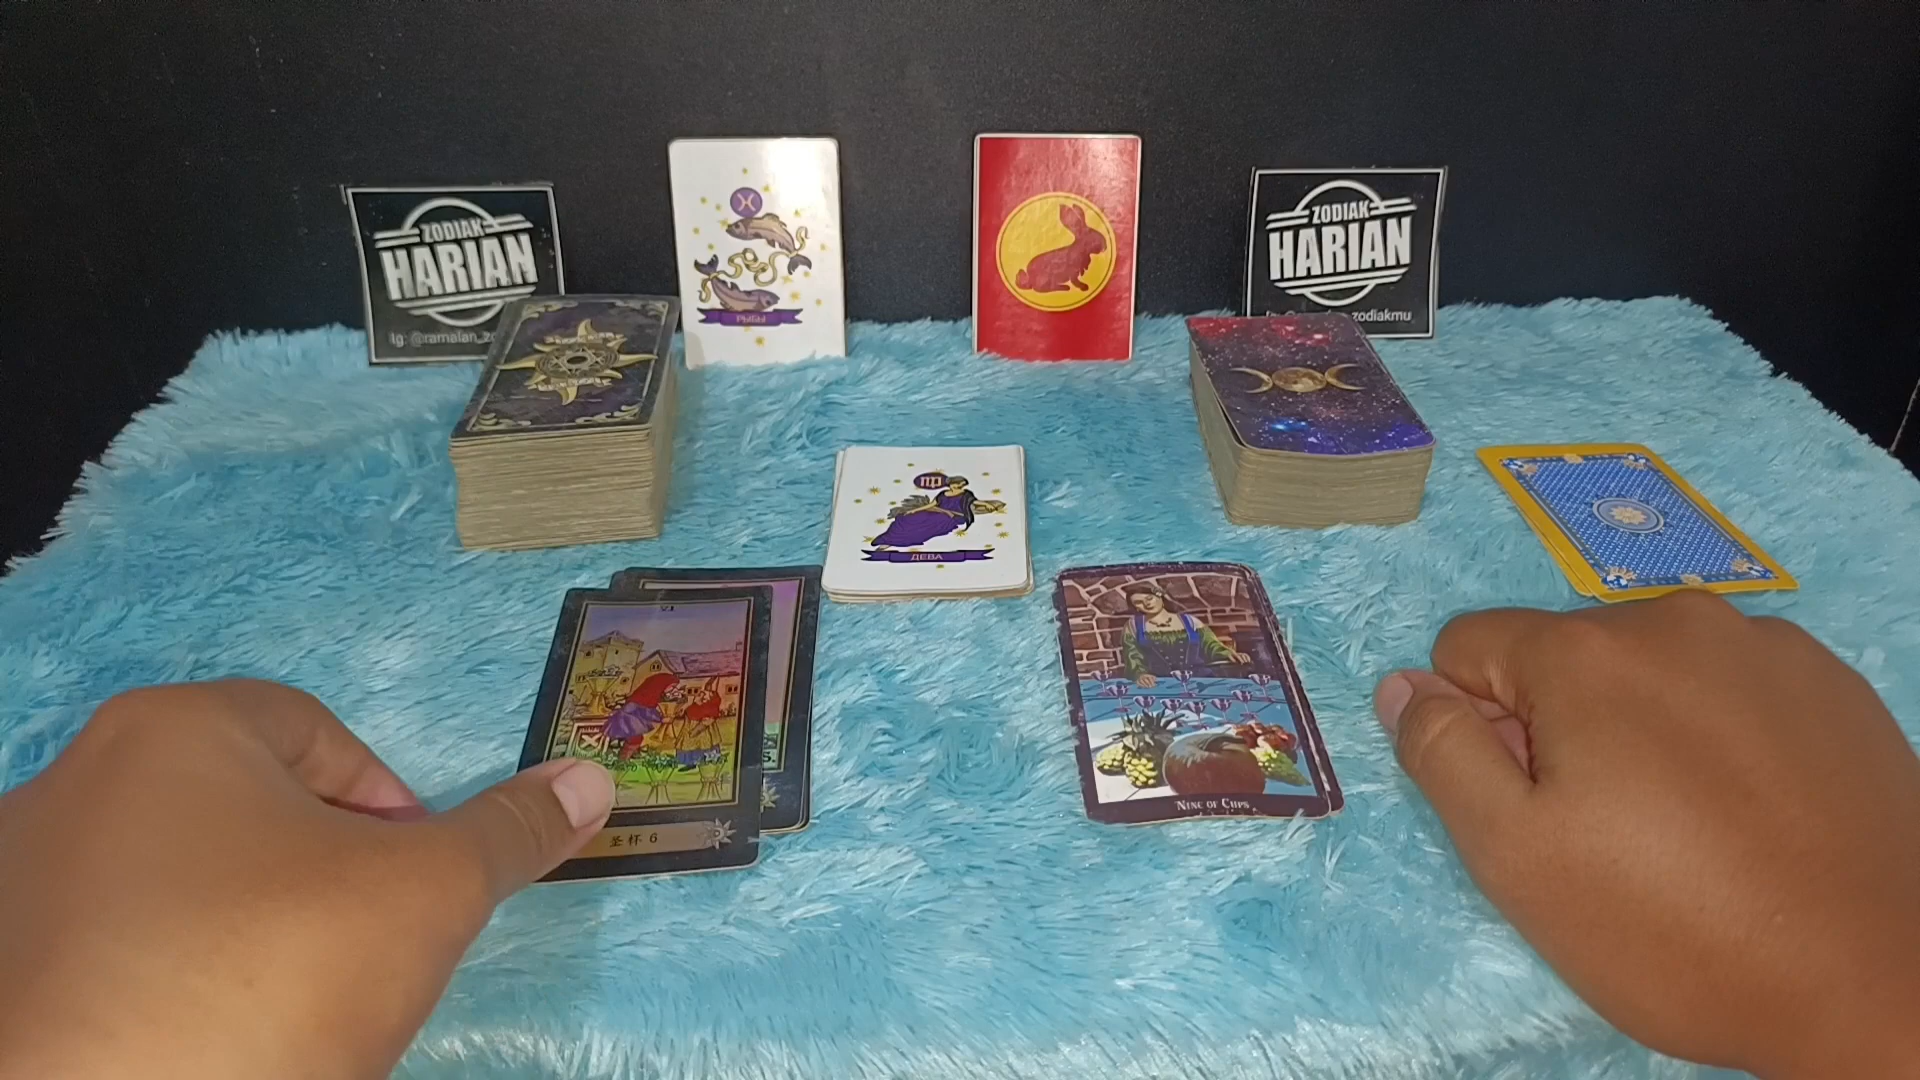 ZODIAK
HARIAN
Ig: @ramalan_zo
РЫБЫ
ZODIAK
HARIAN
zodiakmu
ДЕВА
VI
圣杯 6
S.
NINE OF CUPS